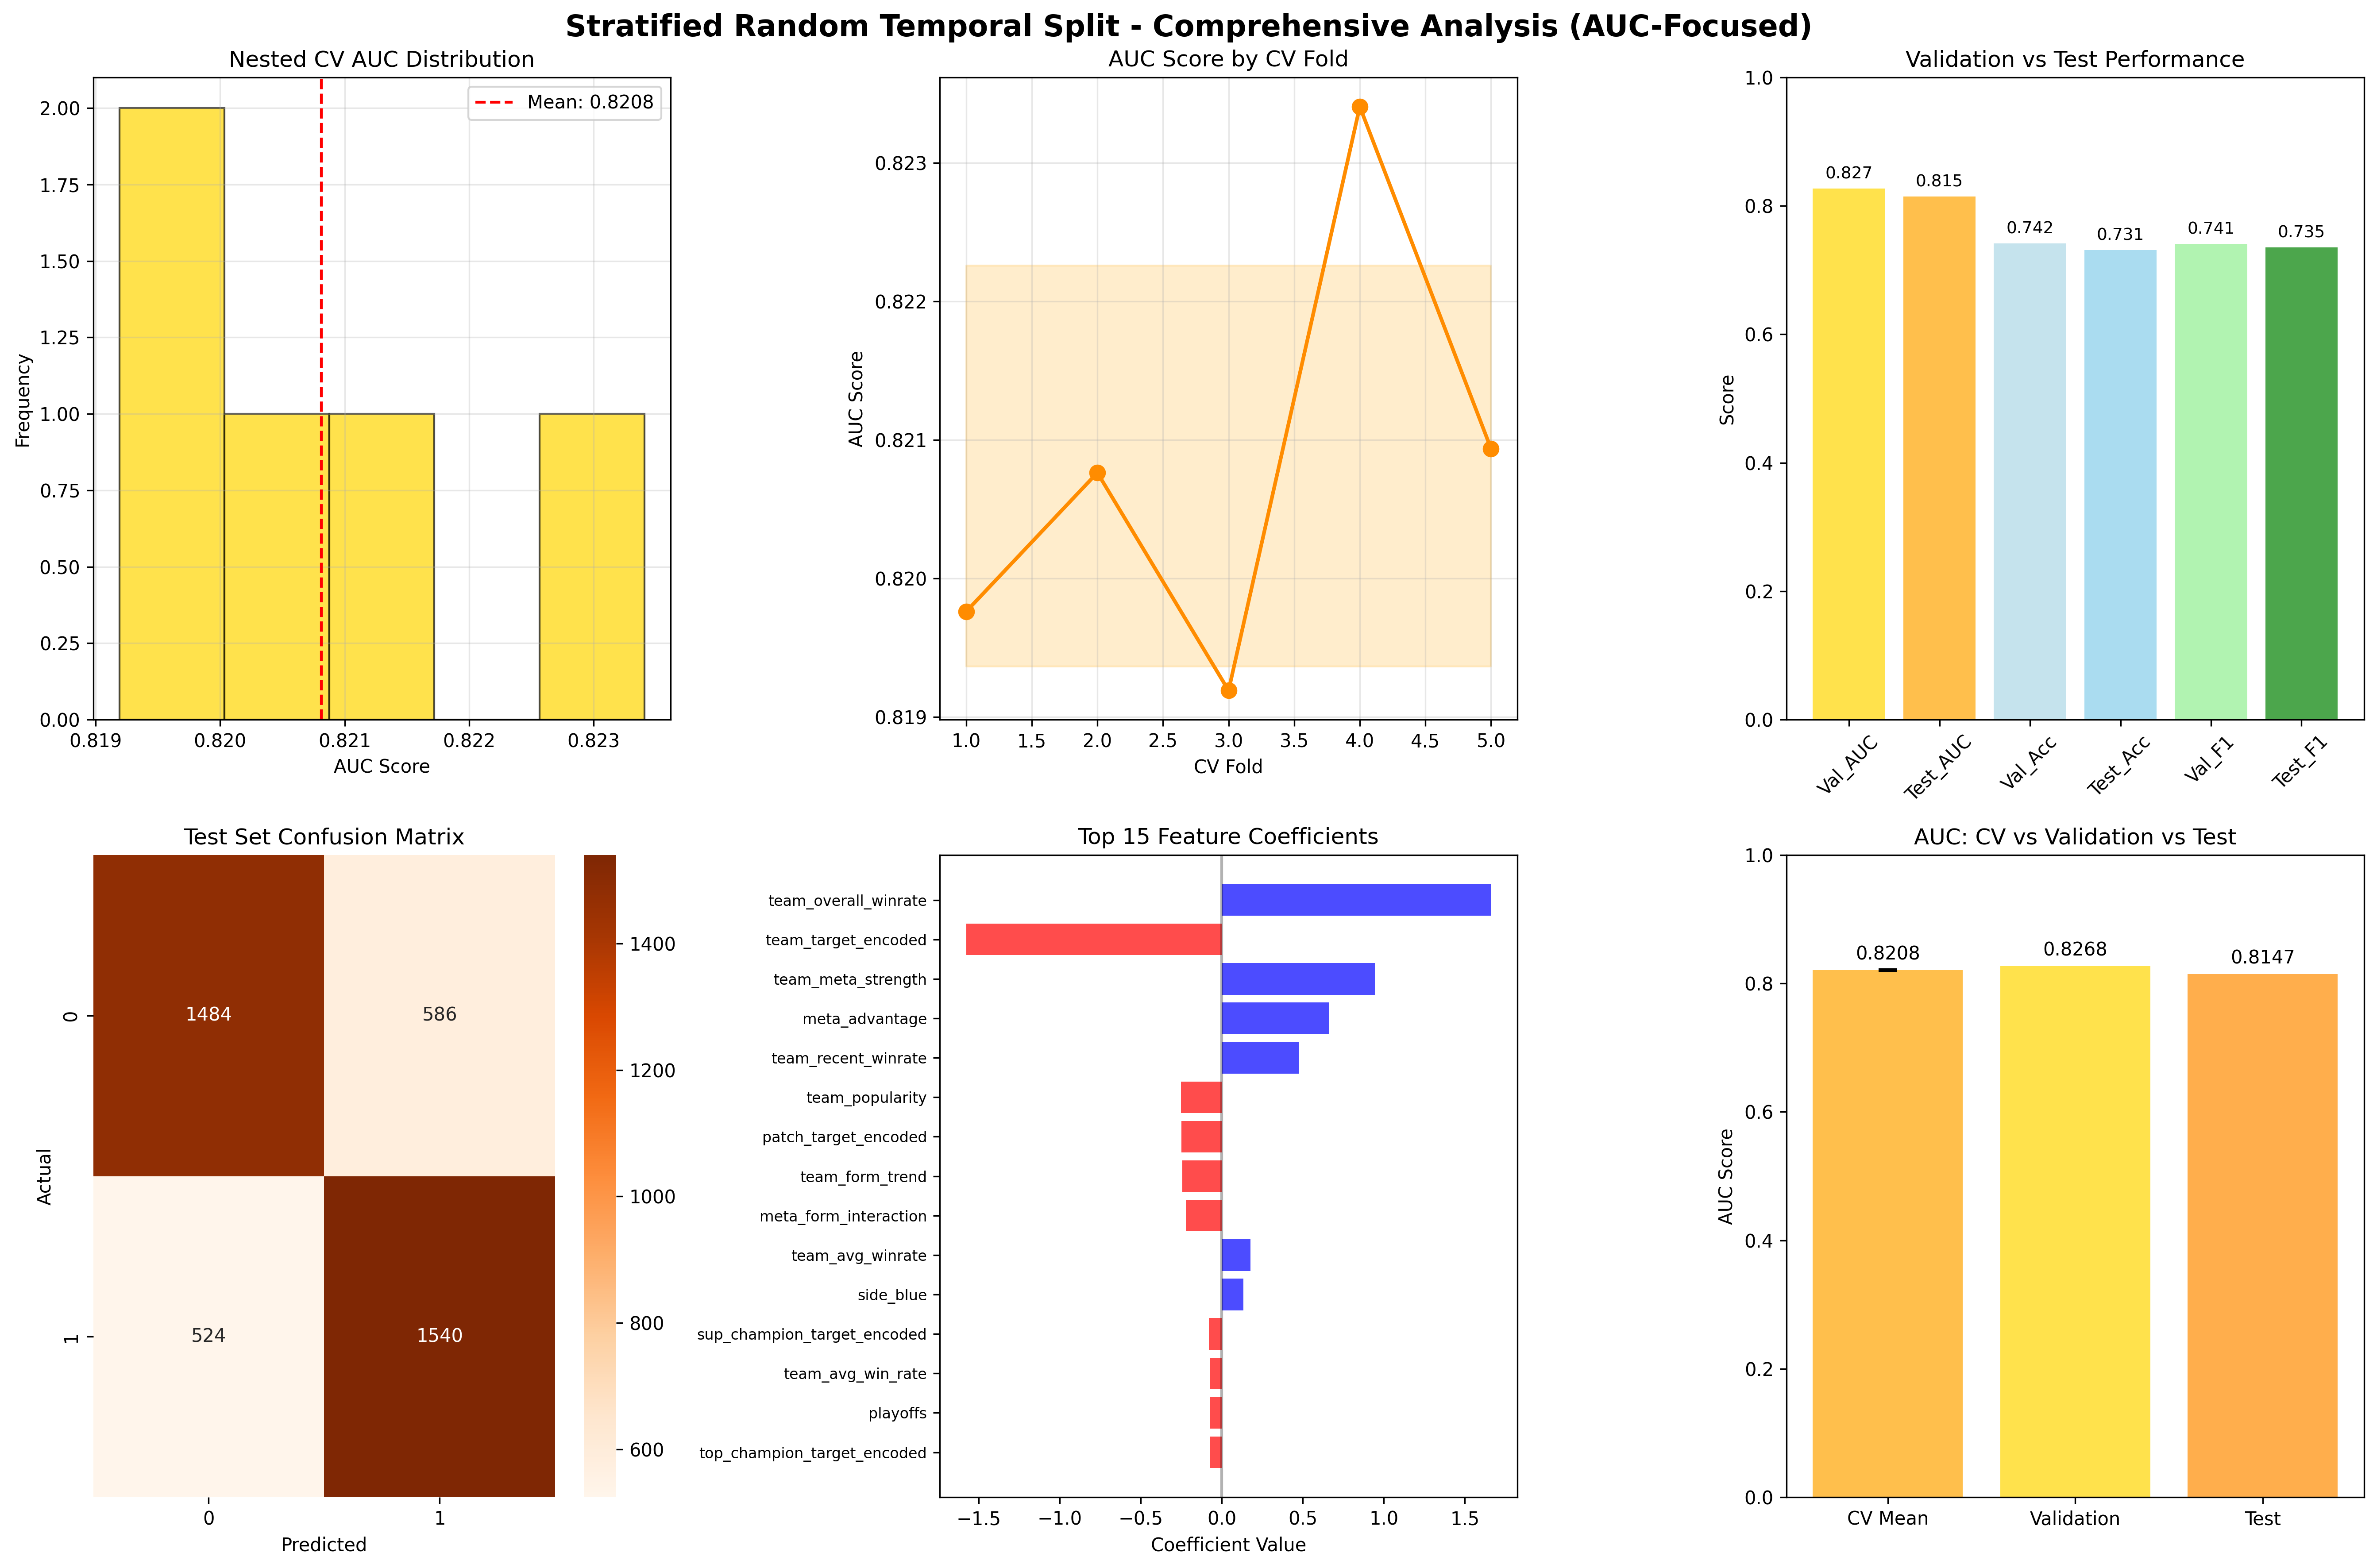 Stratified Random Temporal Split - Comprehensive Analysis (AUC-Focused)
Nested CV AUC Distribution
Mean: 0.8208
2.00
1.75
1.50
1.25
1.00
0.75
0.50
0.25
0.00
Frequency
0.819
0.820
0.821
0.822
0.823
AUC Score
AUC Score by CV Fold
0.823
0.822
0.821
0.820
0.819
AUC Score
1.0
1.5
2.0
2.5
3.0
3.5
4.0
4.5
5.0
CV Fold
Validation vs Test Performance
1.0
0.8
0.6
0.4
0.2
0.0
Score
0.827
0.815
0.742
0.731
0.741
0.735
Val_AUC
Test_AUC
Val_Acc
Test_Acc
Val_F1
Test_F1
Test Set Confusion Matrix
1484
586
524
1540
0
1
Actual
0
1
Predicted
1400
1200
1000
800
600
Top 15 Feature Coefficients
team_overall_winrate
team_target_encoded
team_meta_strength
meta_advantage
team_recent_winrate
team_popularity
patch_target_encoded
team_form_trend
meta_form_interaction
team_avg_winrate
side_blue
sup_champion_target_encoded
team_avg_win_rate
playoffs
top_champion_target_encoded
−1.5
−1.0
−0.5
0.0
0.5
1.0
1.5
Coefficient Value
AUC: CV vs Validation vs Test
1.0
0.8
0.6
0.4
0.2
0.0
AUC Score
0.8208
0.8268
0.8147
CV Mean
Validation
Test